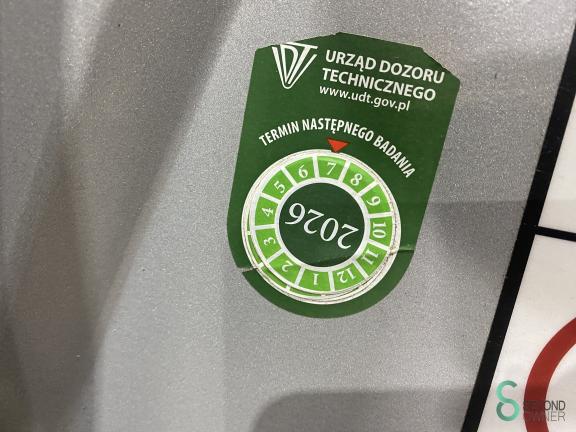 UDT
URZĄD DOZORU
TECHNICZNEGO
www.udt.gov.pl
TERMIN NASTĘPNEGO BADANIA
1 2 3 4 5 6 7 8 9 10 11 12
2026
SECOND
OWNER